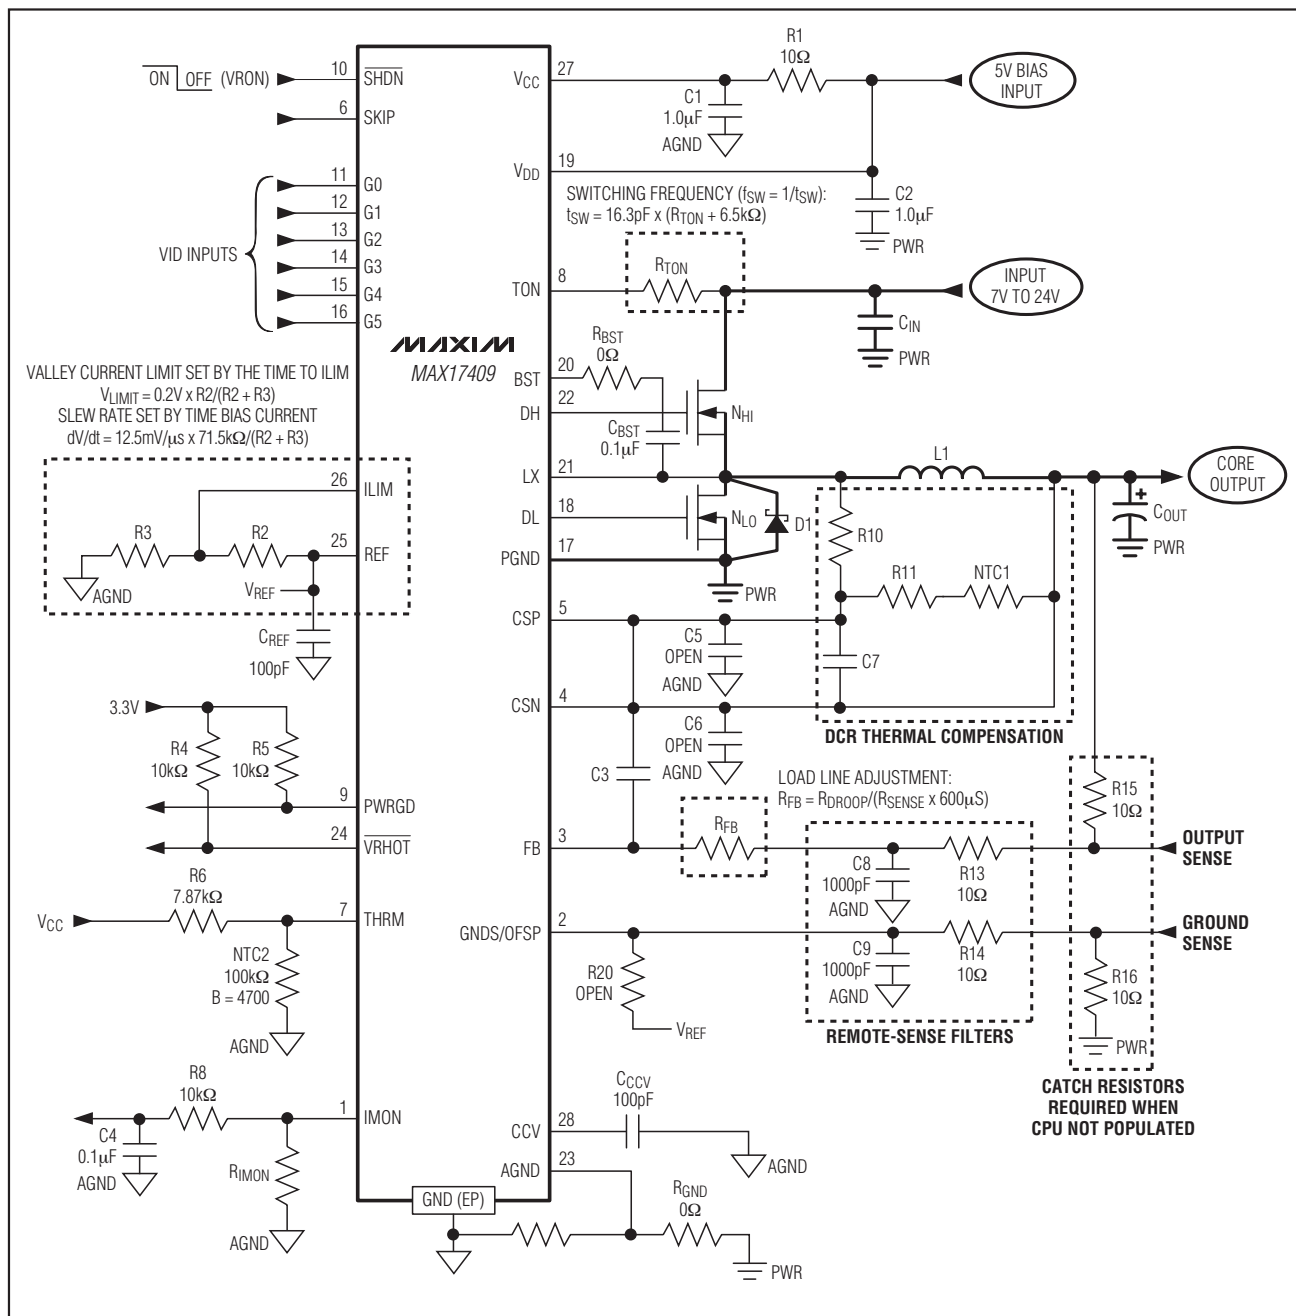 ON OFF (VRON)
10
SHDN
6
SKIP
VID INPUTS
11
G0
12
G1
13
G2
14
G3
15
G4
16
G5
VALLEY CURRENT LIMIT SET BY THE TIME TO ILIM
VLIMIT = 0.2V x R2/(R2 + R3)
SLEW RATE SET BY TIME BIAS CURRENT
dV/dt = 12.5mV/µs x 71.5kΩ/(R2 + R3)
26
ILIM
R3
R2
25
REF
AGND
VREF
CREF
100pF
3.3V
R4
10kΩ
R5
10kΩ
9
PWRGD
24
VRHOT
R6
7.87kΩ
VCC
7
THRM
NTC2
100kΩ
B = 4700
AGND
R8
10kΩ
1
IMON
C4
0.1µF
AGND
RIMON
AGND
MAXIM
MAX17409
GND (EP)
VCC
27
R1
10Ω
5V BIAS
INPUT
C1
1.0µF
AGND
VDD
19
C2
1.0µF
PWR
SWITCHING FREQUENCY (fSW = 1/tSW):
tSW = 16.3pF x (RTON + 6.5kΩ)
TON
8
RTON
INPUT
7V TO 24V
CIN
PWR
RBST
0Ω
BST
20
DH
22
NHI
CBST
0.1µF
LX
21
L1
CORE
OUTPUT
DL
18
NLO
D1
COUT
PWR
PGND
17
PWR
R10
R11
NTC1
CSP
5
C5
OPEN
AGND
C7
CSN
4
C6
OPEN
AGND
DCR THERMAL COMPENSATION
C3
LOAD LINE ADJUSTMENT:
RFB = RDROOP/(RSENSE x 600µS)
RFB
FB
3
R15
10Ω
OUTPUT
SENSE
C8
1000pF
AGND
R13
10Ω
GNDS/OFSP
2
GROUND
SENSE
R20
OPEN
VREF
C9
1000pF
AGND
R14
10Ω
R16
10Ω
PWR
REMOTE-SENSE FILTERS
CATCH RESISTORS
REQUIRED WHEN
CPU NOT POPULATED
CCCV
100pF
CCV
28
AGND
AGND
23
RGND
0Ω
PWR